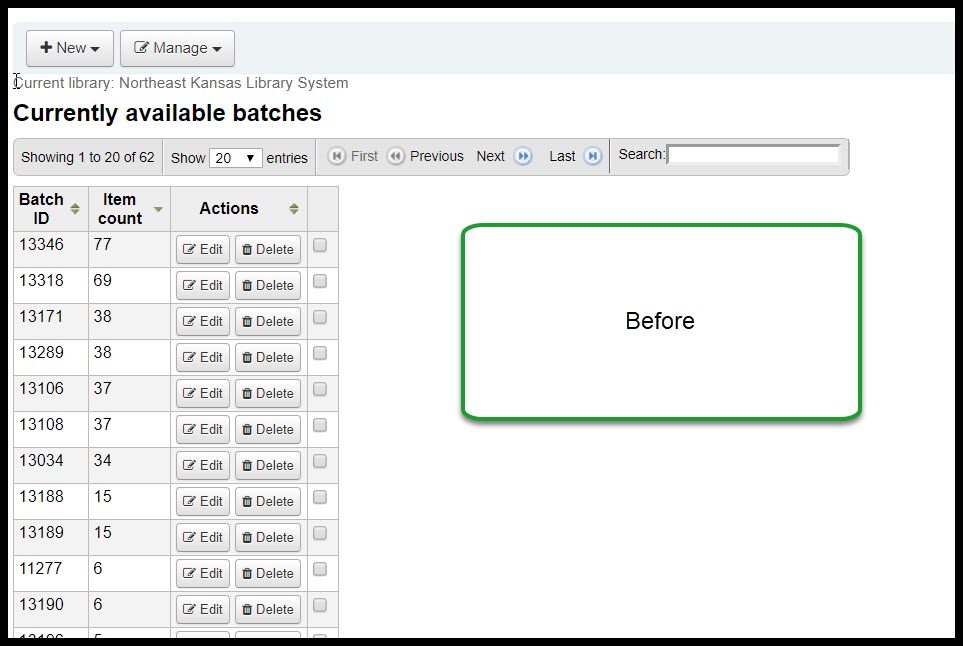 New Manage
Current library: Northeast Kansas Library System
Currently available batches
Showing 1 to 20 of 62 Show 20 entries First Previous Next Last Search:
Batch ID Item count Actions
13346 77 Edit Delete
13318 69 Edit Delete
13171 38 Edit Delete
13289 38 Edit Delete
13106 37 Edit Delete
13108 37 Edit Delete
13034 34 Edit Delete
13188 15 Edit Delete
13189 15 Edit Delete
11277 6 Edit Delete
13190 6 Edit Delete
Before